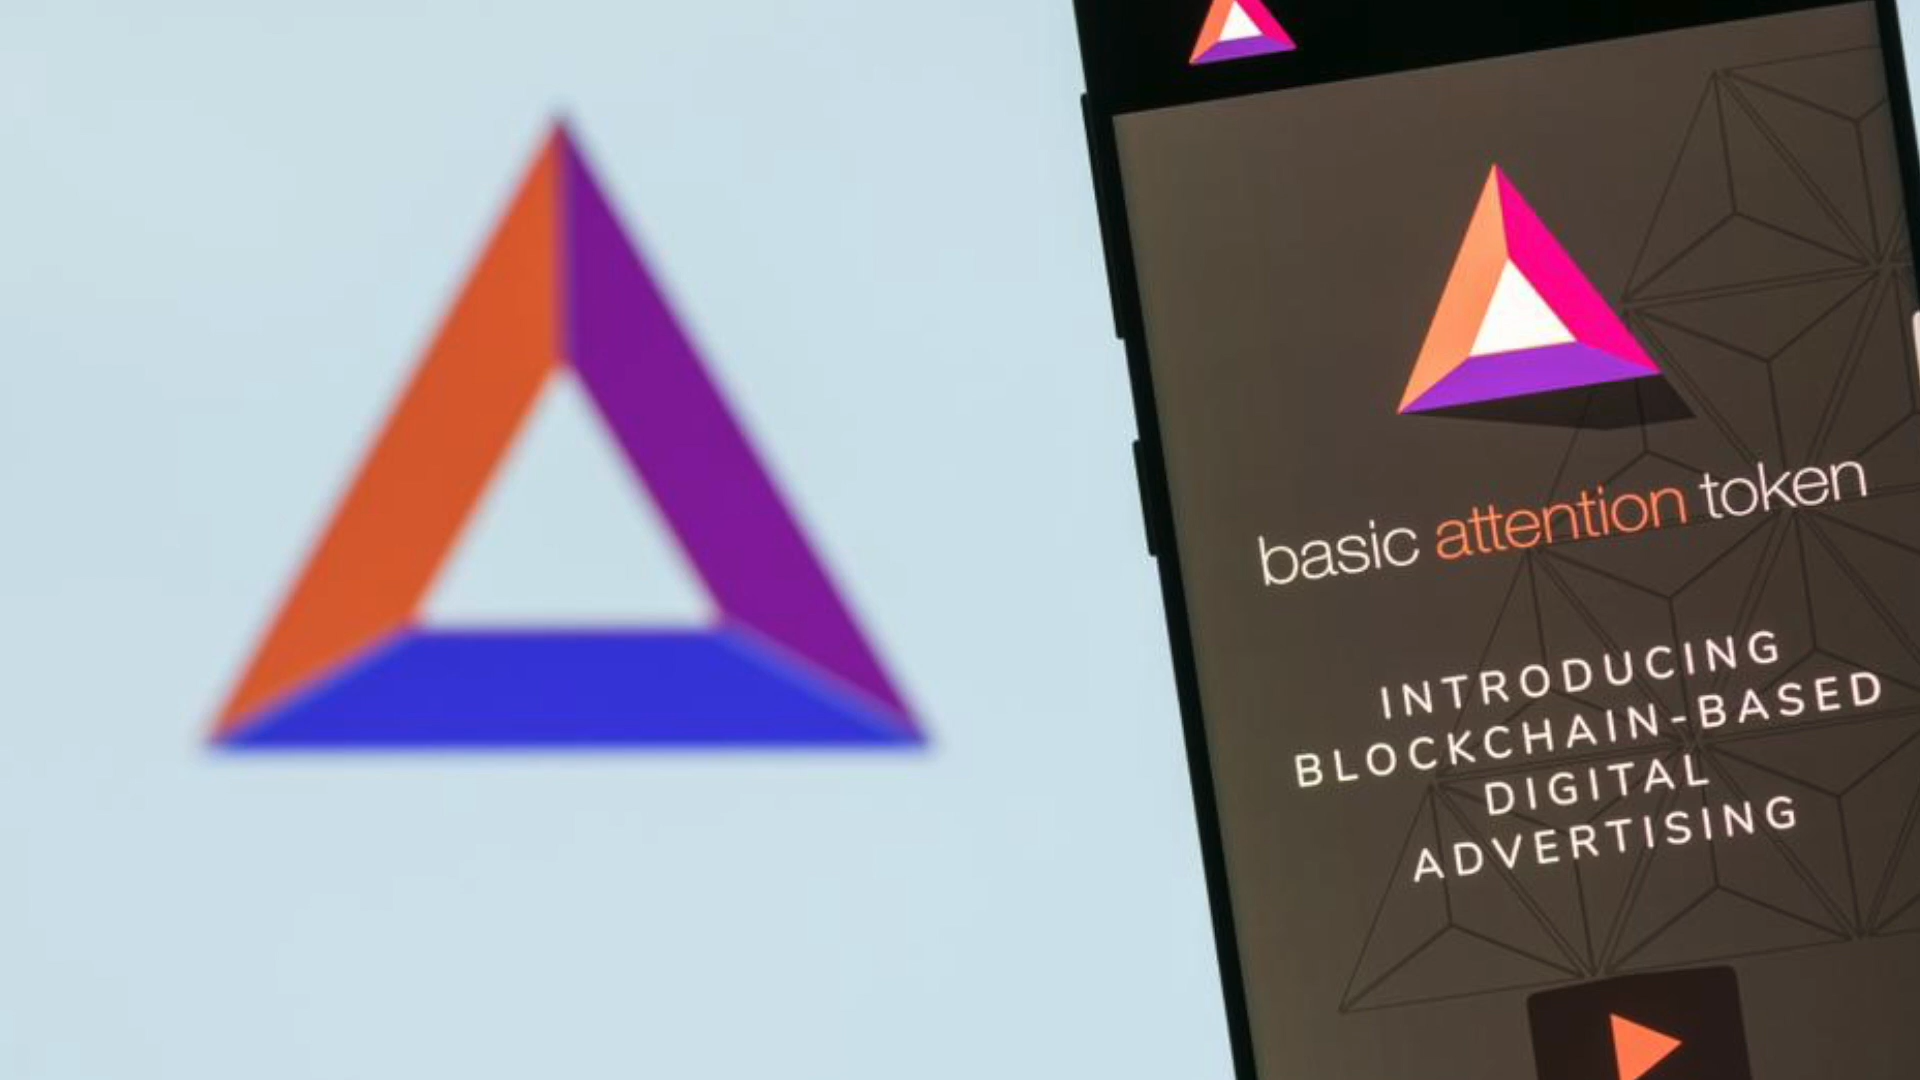 basic attention token
INTRODUCING
BLOCKCHAIN-BASED
DIGITAL
ADVERTISING